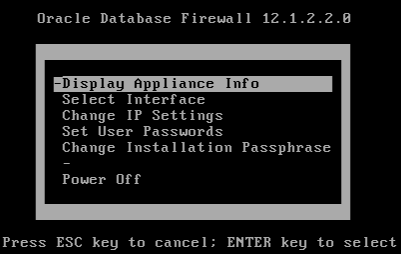 Oracle Database Firewall 12.1.2.2.0
-Display Appliance Info
Select Interface
Change IP Settings
Set User Passwords
Change Installation Passphrase
-
Power Off
Press ESC key to cancel; ENTER key to select